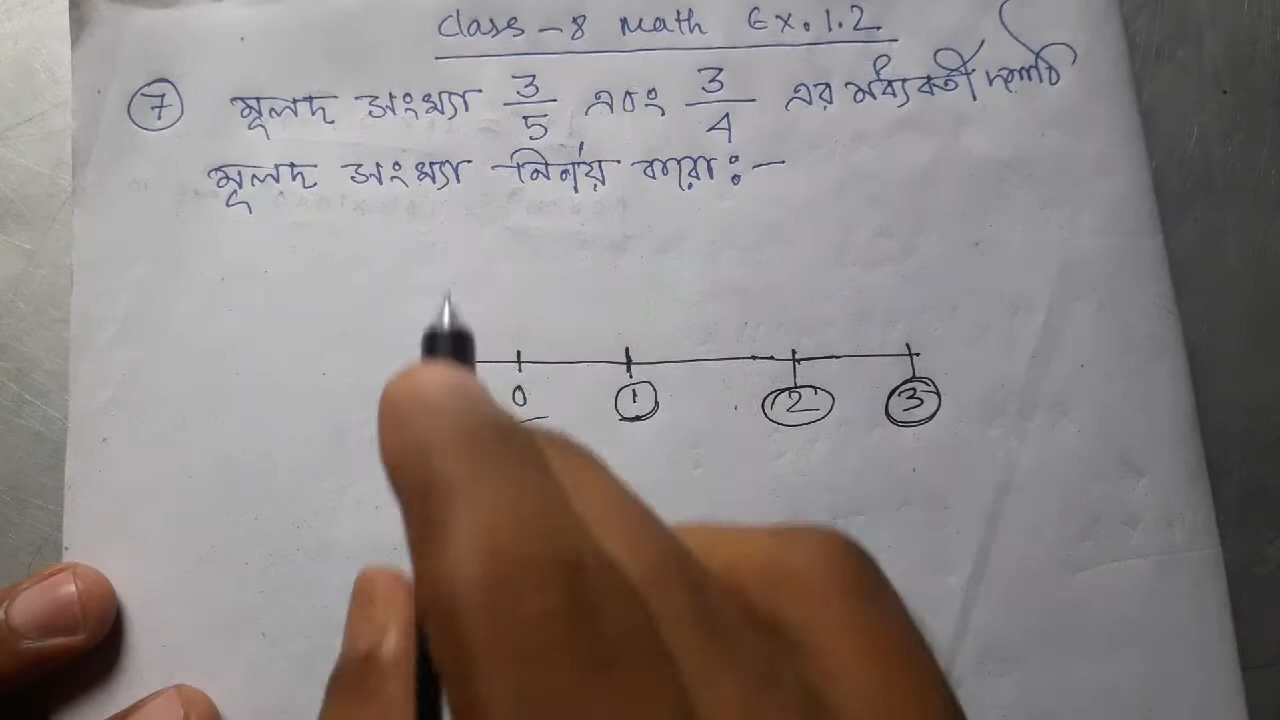 Class - 8 Math Ex. 1.2
7 মূলদ সংখ্যা 3/5 এবং 3/4 এর মধ্যবর্তী দশটি
মূলদ সংখ্যা নির্ণয় করো :-
0 1 2 3